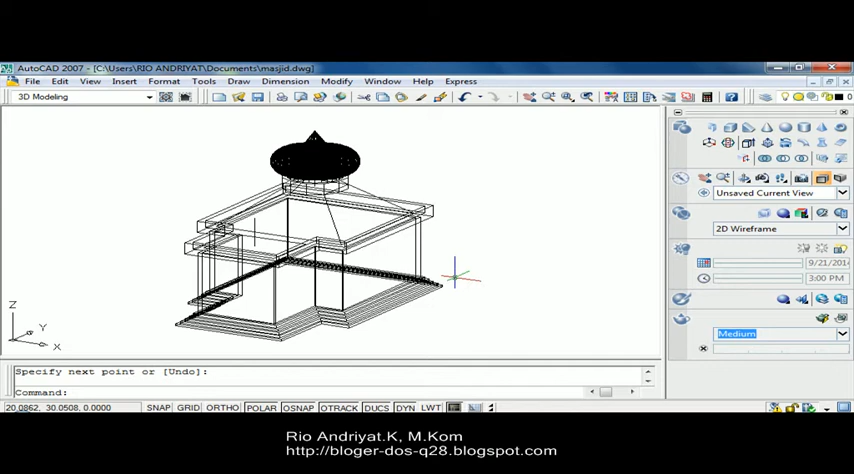 AutoCAD 2007 - [C:\Users\RIO ANDRIYAT\Documents\masjid.dwg]
File Edit View Insert Format Tools Draw Dimension Modify Window Help Express
3D Modeling
Unsaved Current View
2D Wireframe
9/21/201
3:00 PM
Medium
Z
Y
X
Specify next point or [Undo]:
Command:
20.0862, 30.0508, 0.0000 SNAP GRID ORTHO POLAR OSNAP OTRACK DUCS DYN LWT
Rio Andriyat.K, M.Kom
http://bloger-dos-q28.blogspot.com